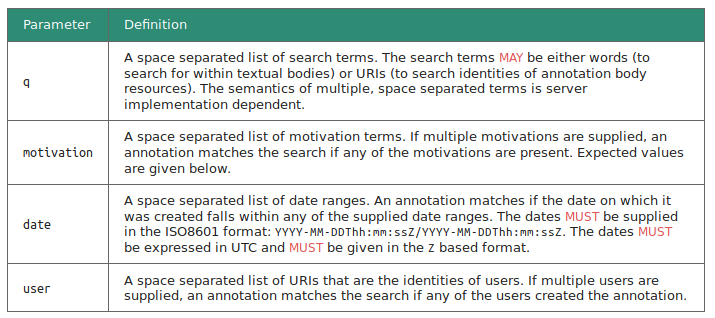 Parameter Definition
q
A space separated list of search terms. The search terms MAY be either words (to
search for within textual bodies) or URIs (to search identities of annotation body
resources). The semantics of multiple, space separated terms is server
implementation dependent.
motivation
A space separated list of motivation terms. If multiple motivations are supplied, an
annotation matches the search if any of the motivations are present. Expected values
are given below.
date
A space separated list of date ranges. An annotation matches if the date on which it
was created falls within any of the supplied date ranges. The dates MUST be supplied
in the ISO8601 format: YYYY-MM-DDThh:mm:ssZ/YYYY-MM-DDThh:mm:ssZ. The dates MUST
be expressed in UTC and MUST be given in the Z based format.
user
A space separated list of URIs that are the identities of users. If multiple users are
supplied, an annotation matches the search if any of the users created the annotation.